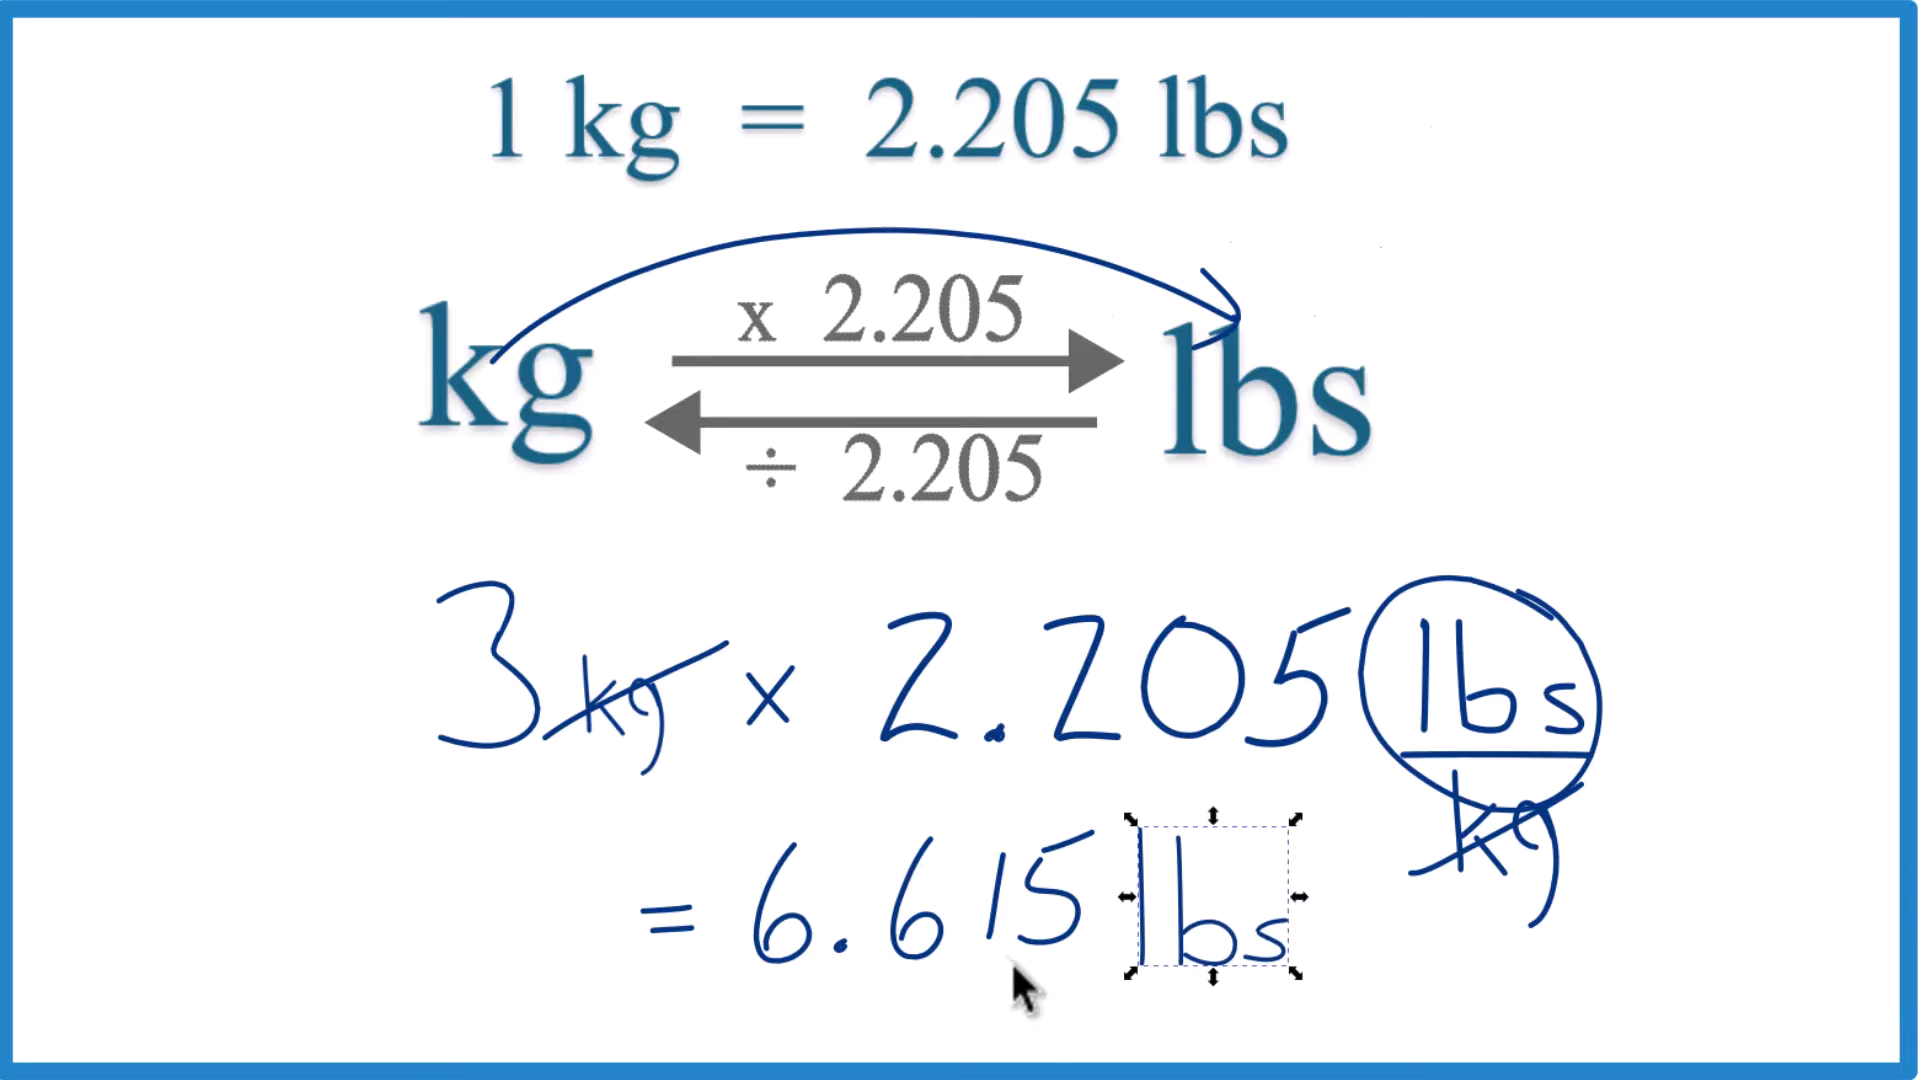 1 kg = 2.205 lbs
x 2.205
kg lbs
÷ 2.205
3 kg x 2.205 lbs
kg
= 6.615 lbs